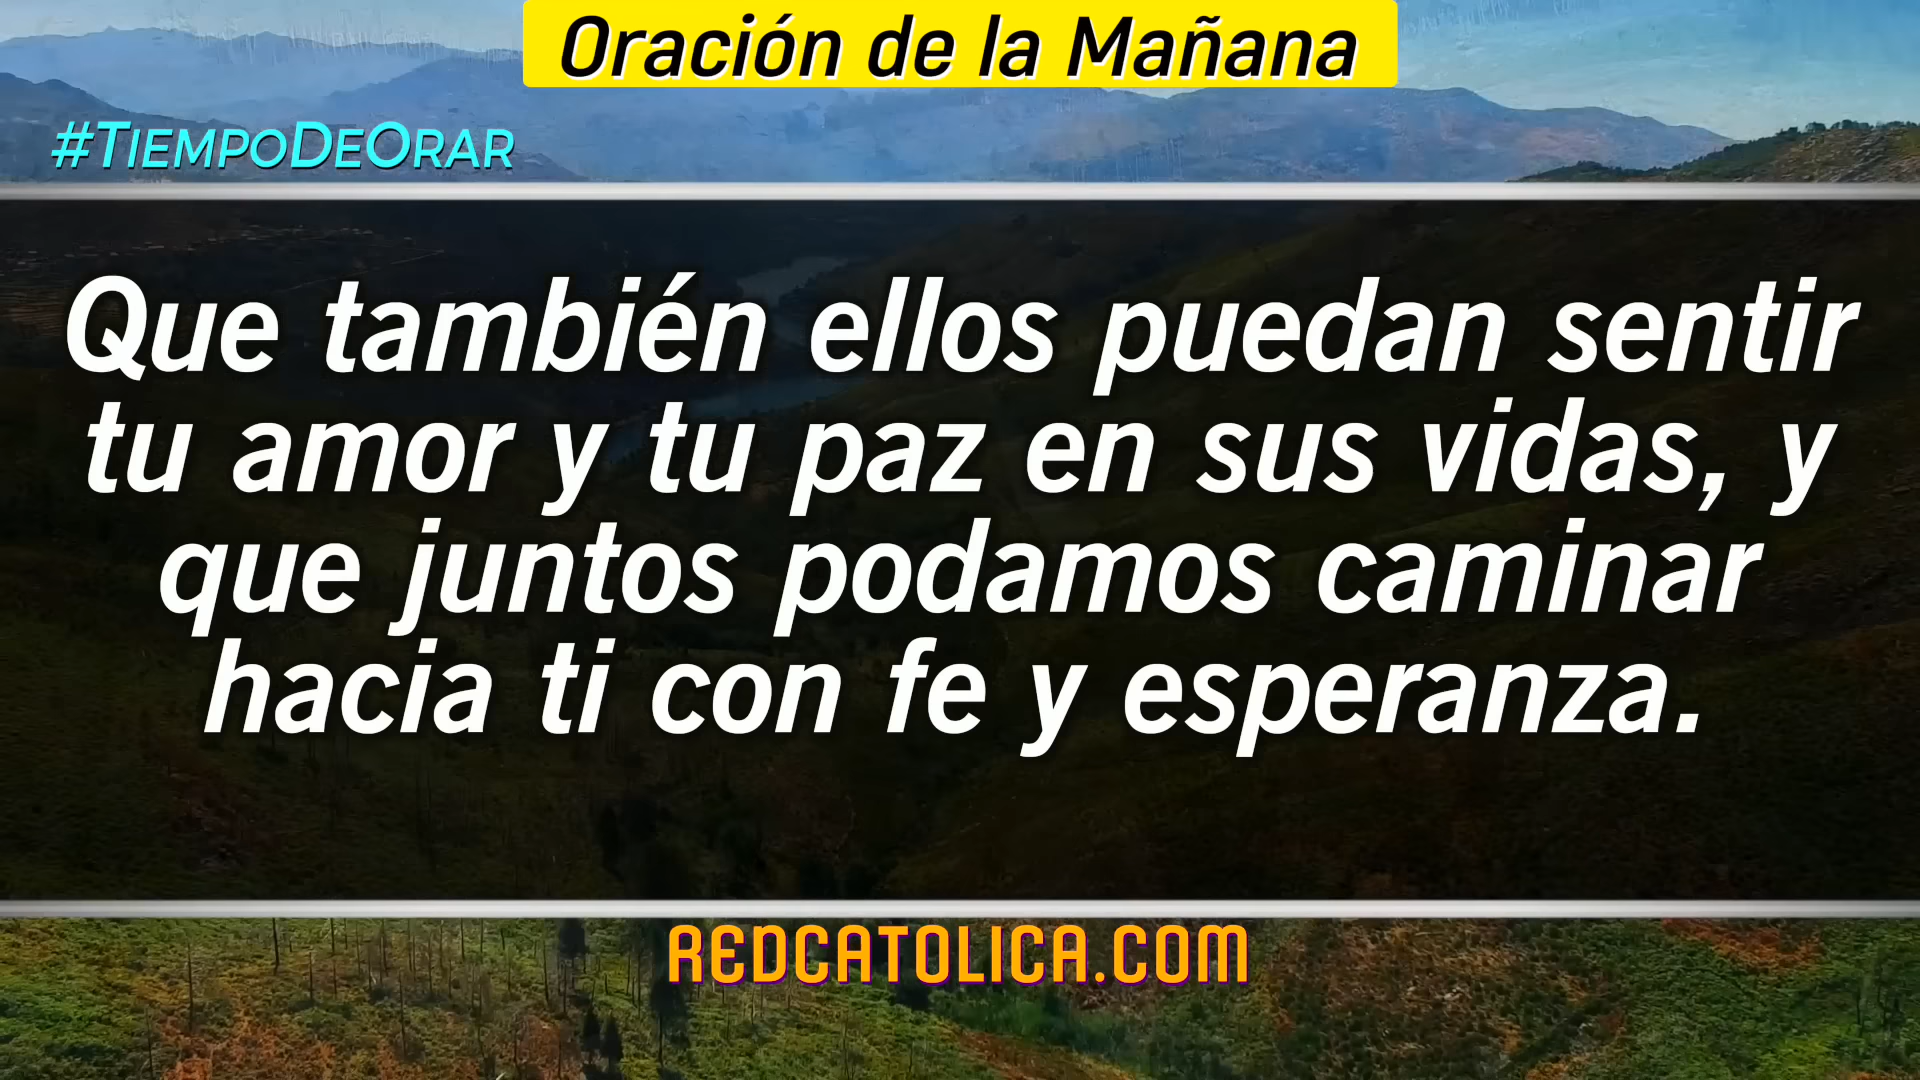 Oración de la Mañana
#TiempoDeOrar
Que también ellos puedan sentir
tu amor y tu paz en sus vidas, y
que juntos podamos caminar
hacia ti con fe y esperanza.
REDCATOLICA.COM